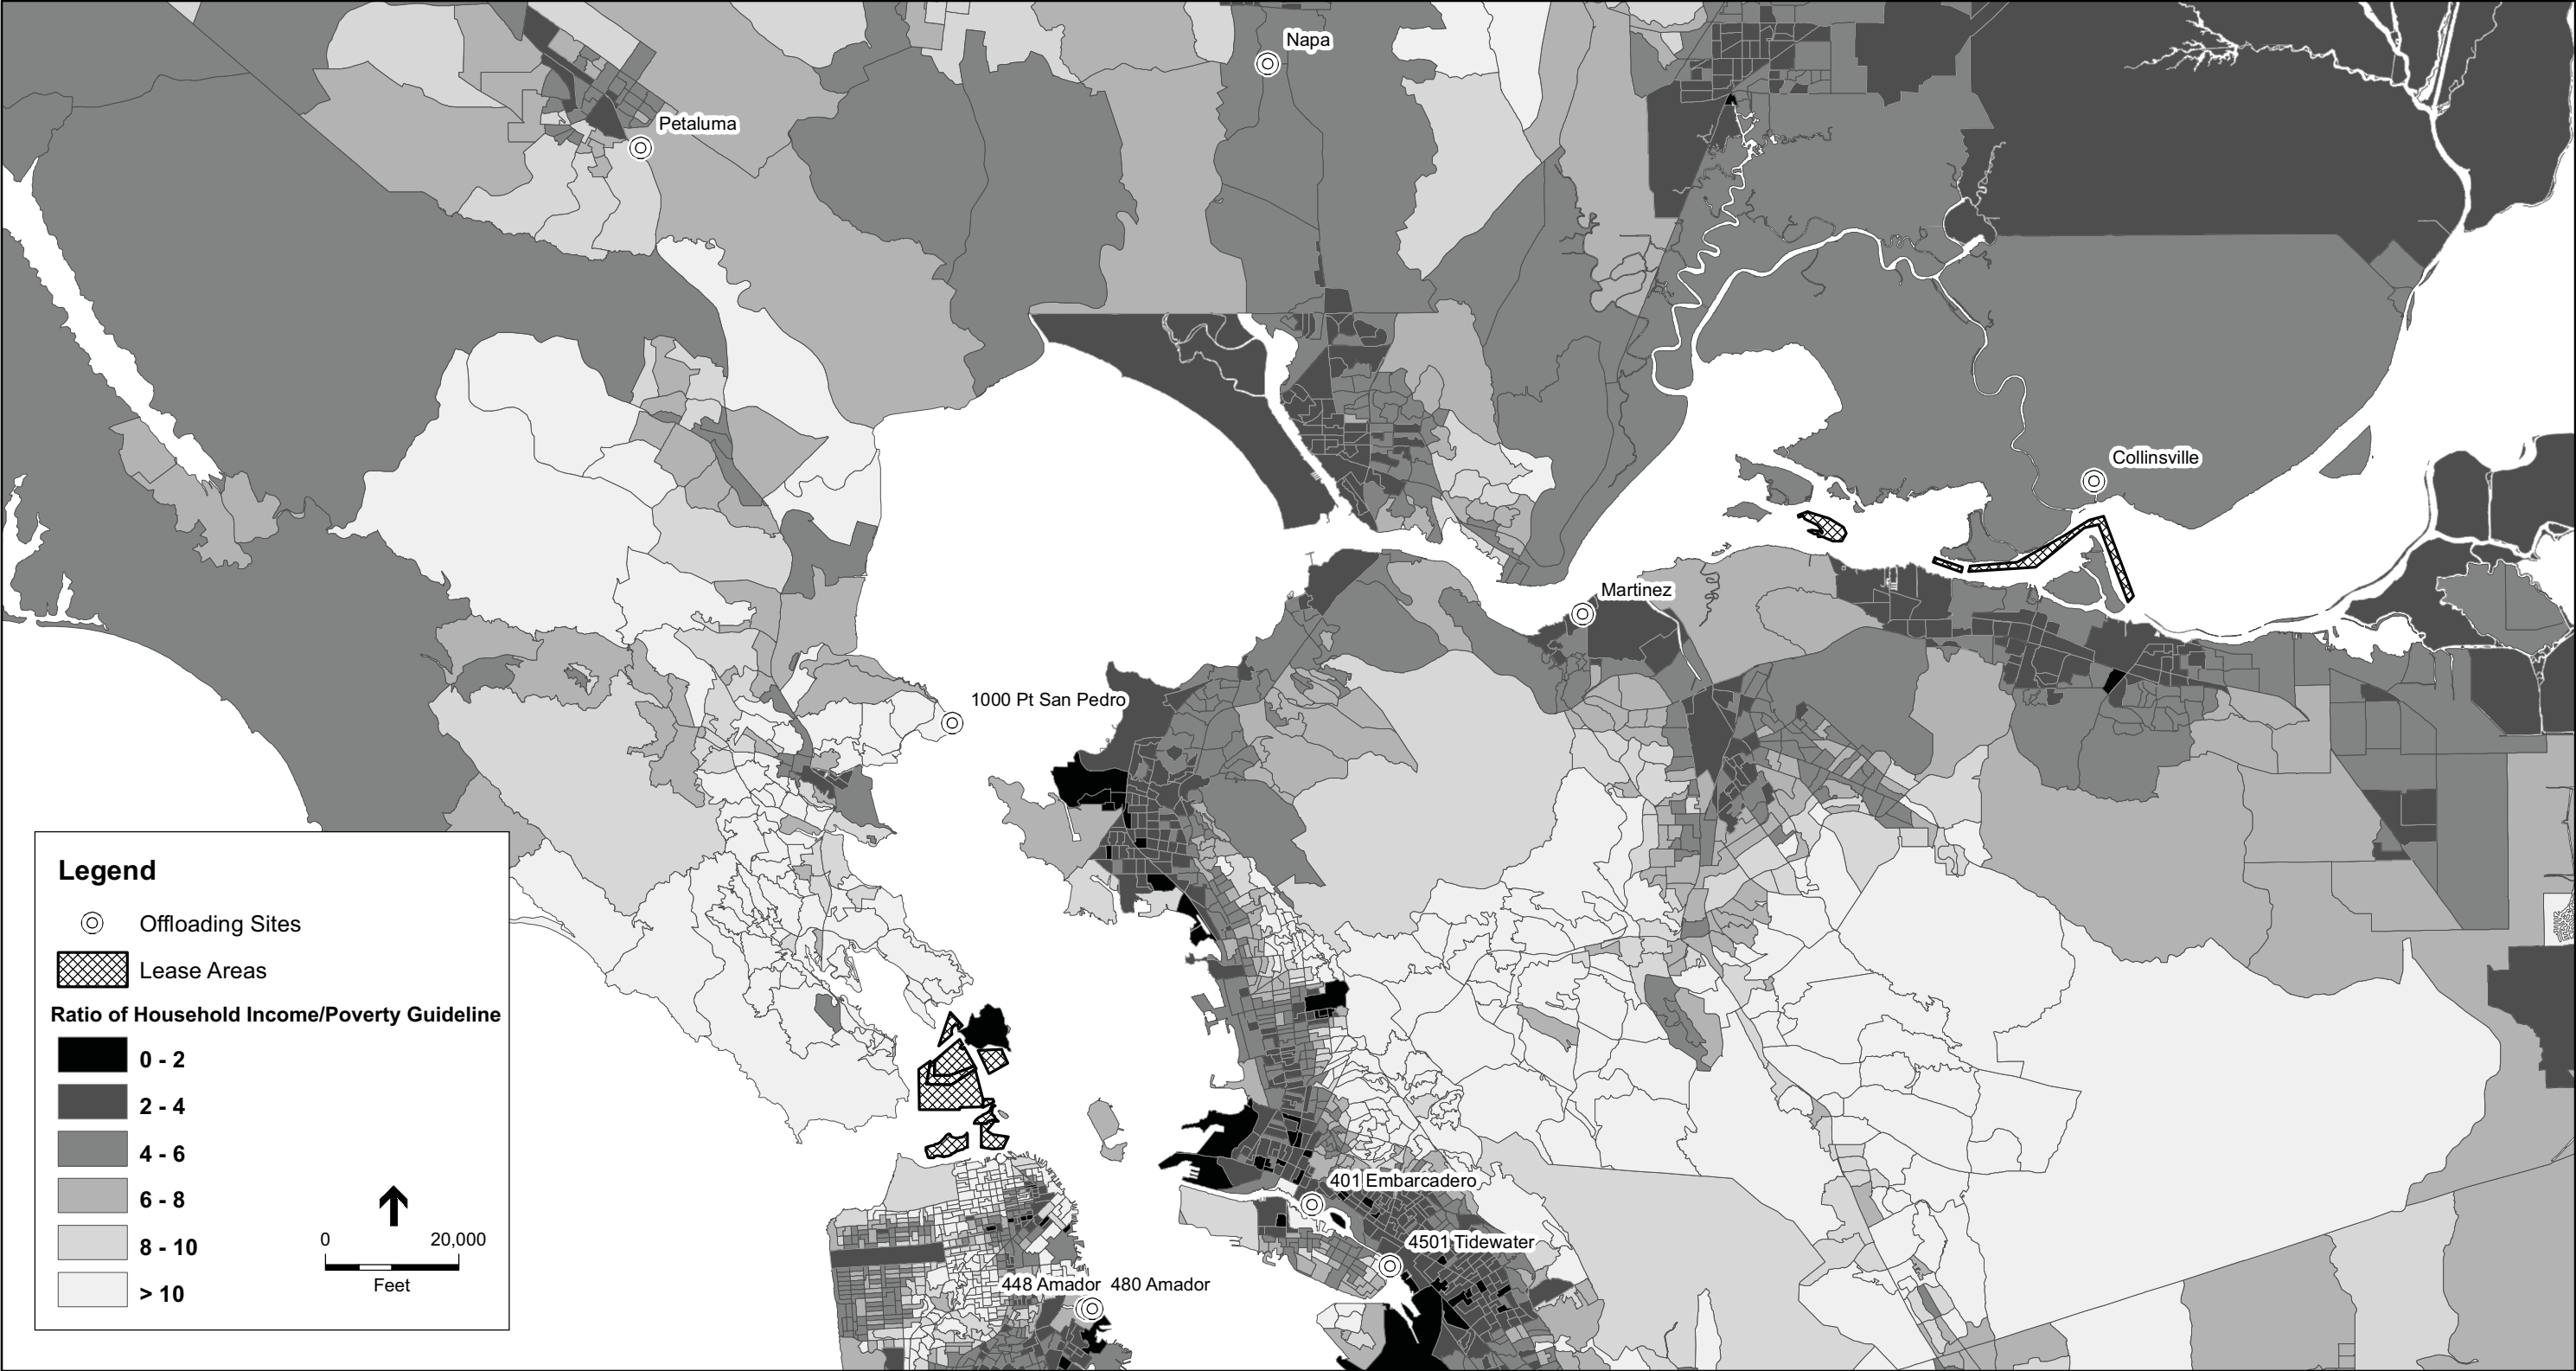 Napa
Petaluma
Collinsville
Martinez
1000 Pt San Pedro
401 Embarcadero
4501 Tidewater
448 Amador 480 Amador
Legend
Offloading Sites
Lease Areas
Ratio of Household Income/Poverty Guideline
0 - 2
2 - 4
4 - 6
6 - 8
8 - 10
> 10
0 20,000
Feet